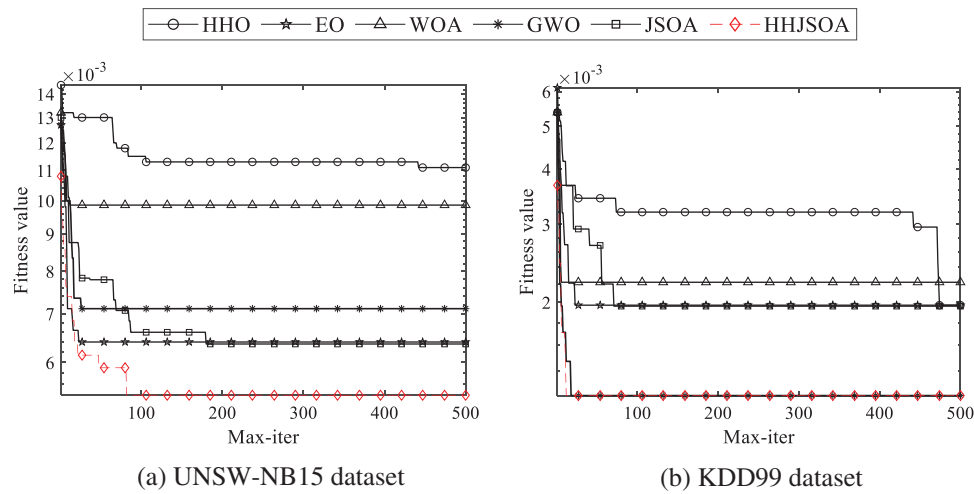 HHO EO WOA GWO JSOA HHJSOA
×10⁻³
14
13
12
11
10
9
8
7
6
Fitness value
100 200 300 400 500
Max-iter
(a) UNSW-NB15 dataset
×10⁻³
6
5
4
3
2
Fitness value
100 200 300 400 500
Max-iter
(b) KDD99 dataset